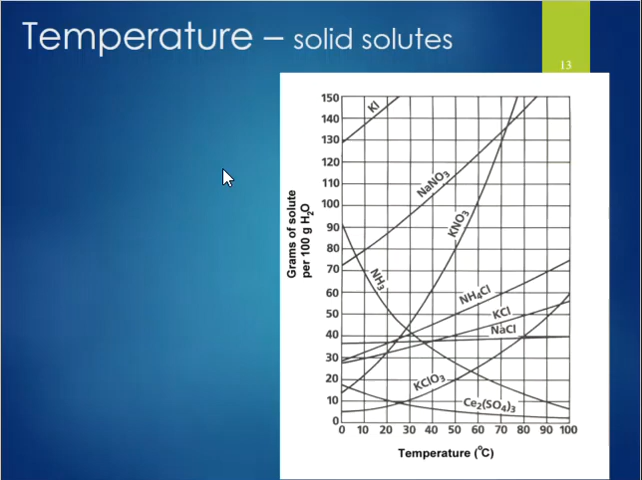 Temperature – solid solutes
13
Grams of solute
per 100 g H₂O
150
140
130
120
110
100
90
80
70
60
50
40
30
20
10
0
KI
NaNO₃
KNO₃
NH₃
NH₄Cl
KCl
NaCl
KClO₃
Ce₂(SO₄)₃
0 10 20 30 40 50 60 70 80 90 100
Temperature (°C)